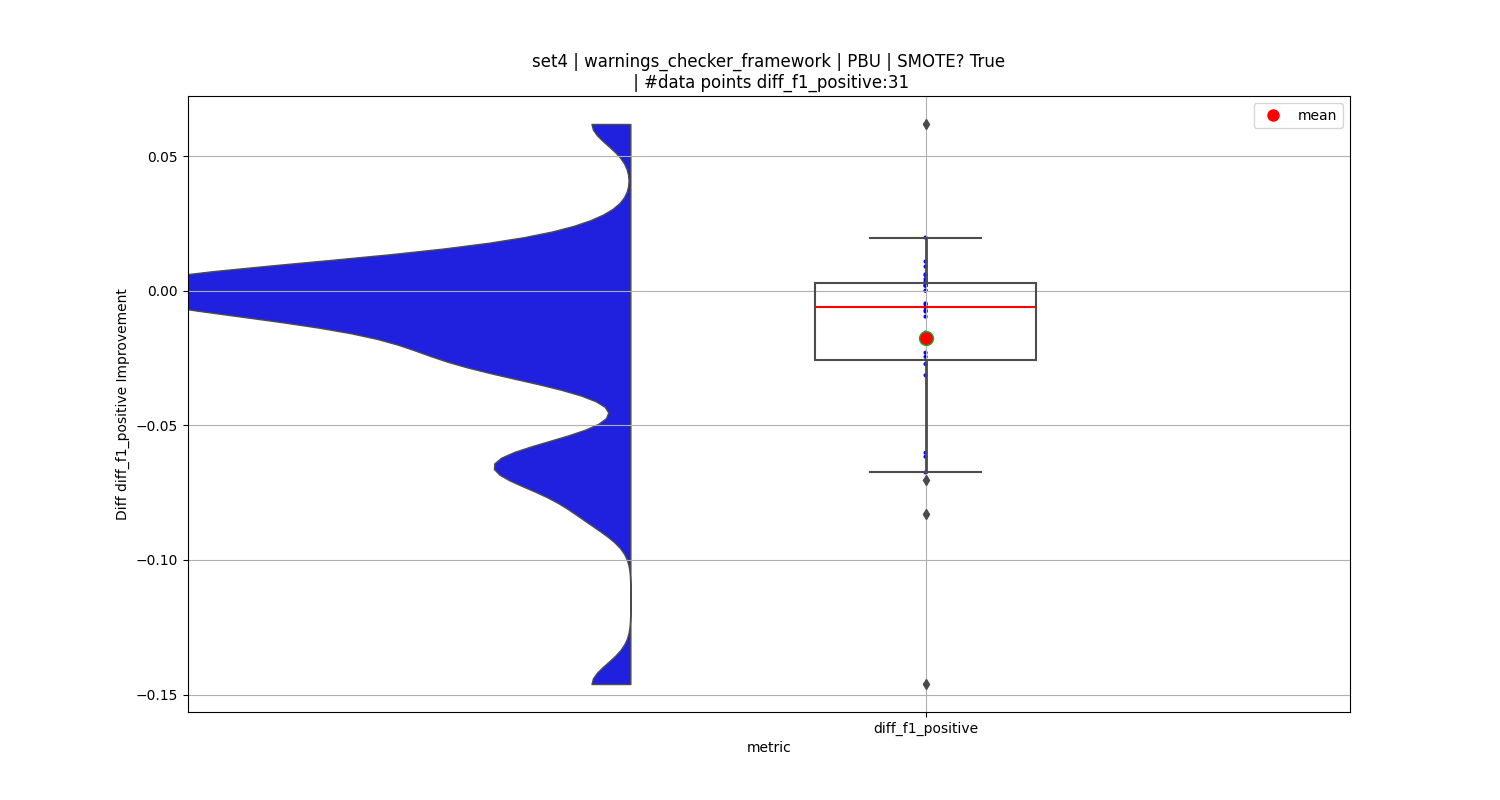 set4 | warnings_checker_framework | PBU | SMOTE? True
| #data points diff_f1_positive:31
mean
0.05
0.00
−0.05
−0.10
−0.15
Diff diff_f1_positive Improvement
diff_f1_positive
metric